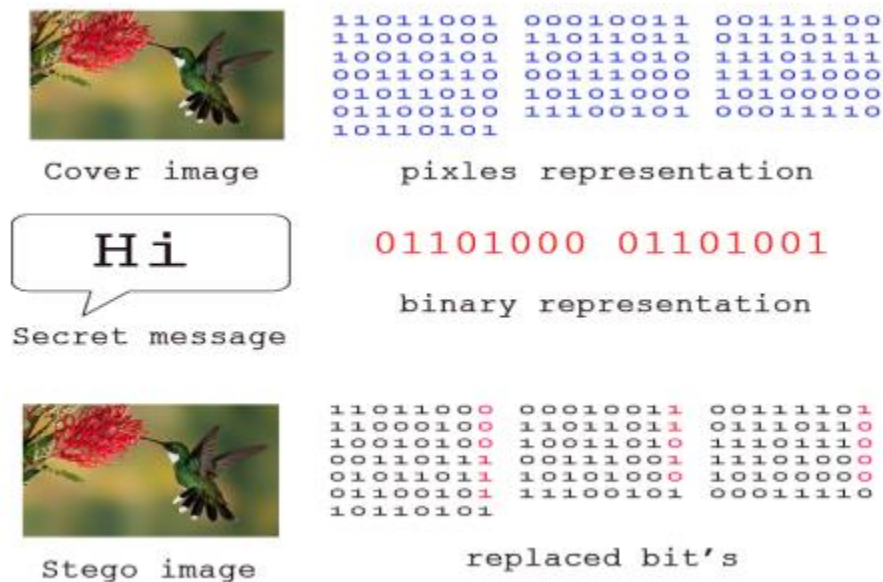 11011001 00010011 00111100
11000100 11011011 01110111
10010101 10011010 11101111
00110110 00111000 11101000
01011010 10101000 10100000
01100100 11100101 00011110
10110101
Cover image
pixles representation
Hi
01101000 01101001
binary representation
Secret message
11011000 00010011 00111101
11000100 11011011 01110110
10010100 10011010 11101110
00110111 00111001 11101000
01011011 10101000 10100000
01100101 11100101 00011110
10110101
replaced bit's
Stego image